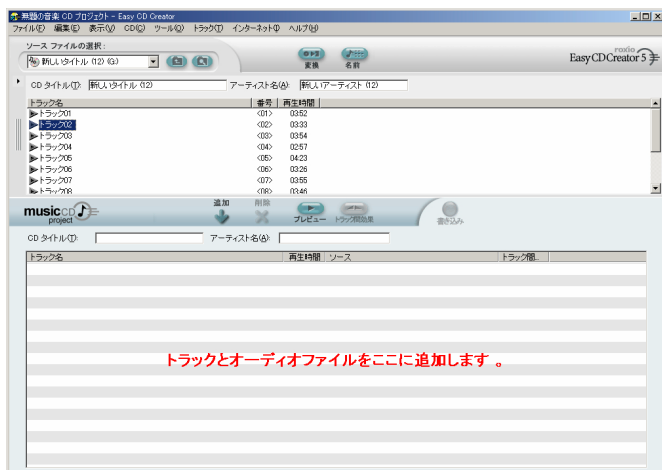 無題の音楽 CD プロジェクト - Easy CD Creator
ファイル(F) 編集(E) 表示(V) CD(C) ツール(O) トラック(T) インターネット(I) ヘルプ(H)
ソース ファイルの選択:
新しいタイトル (12) (G:)
変換 名前
roxio
Easy CD Creator 5
CD タイトル(T): 新しいタイトル (12) アーティスト名(A): 新しいアーティスト (12)
トラック名 番号 再生時間
トラック01 <01> 03:52
トラック02 <02> 03:33
トラック03 <03> 03:54
トラック04 <04> 02:57
トラック05 <05> 04:23
トラック06 <06> 03:26
トラック07 <07> 03:55
トラック08 <08> 03:46
musicCD project
追加 削除 プレビュー トラック間効果 書き込み
CD タイトル(T): アーティスト名(A):
トラック名 再生時間 ソース トラック間...
トラックとオーディオファイルをここに追加します 。